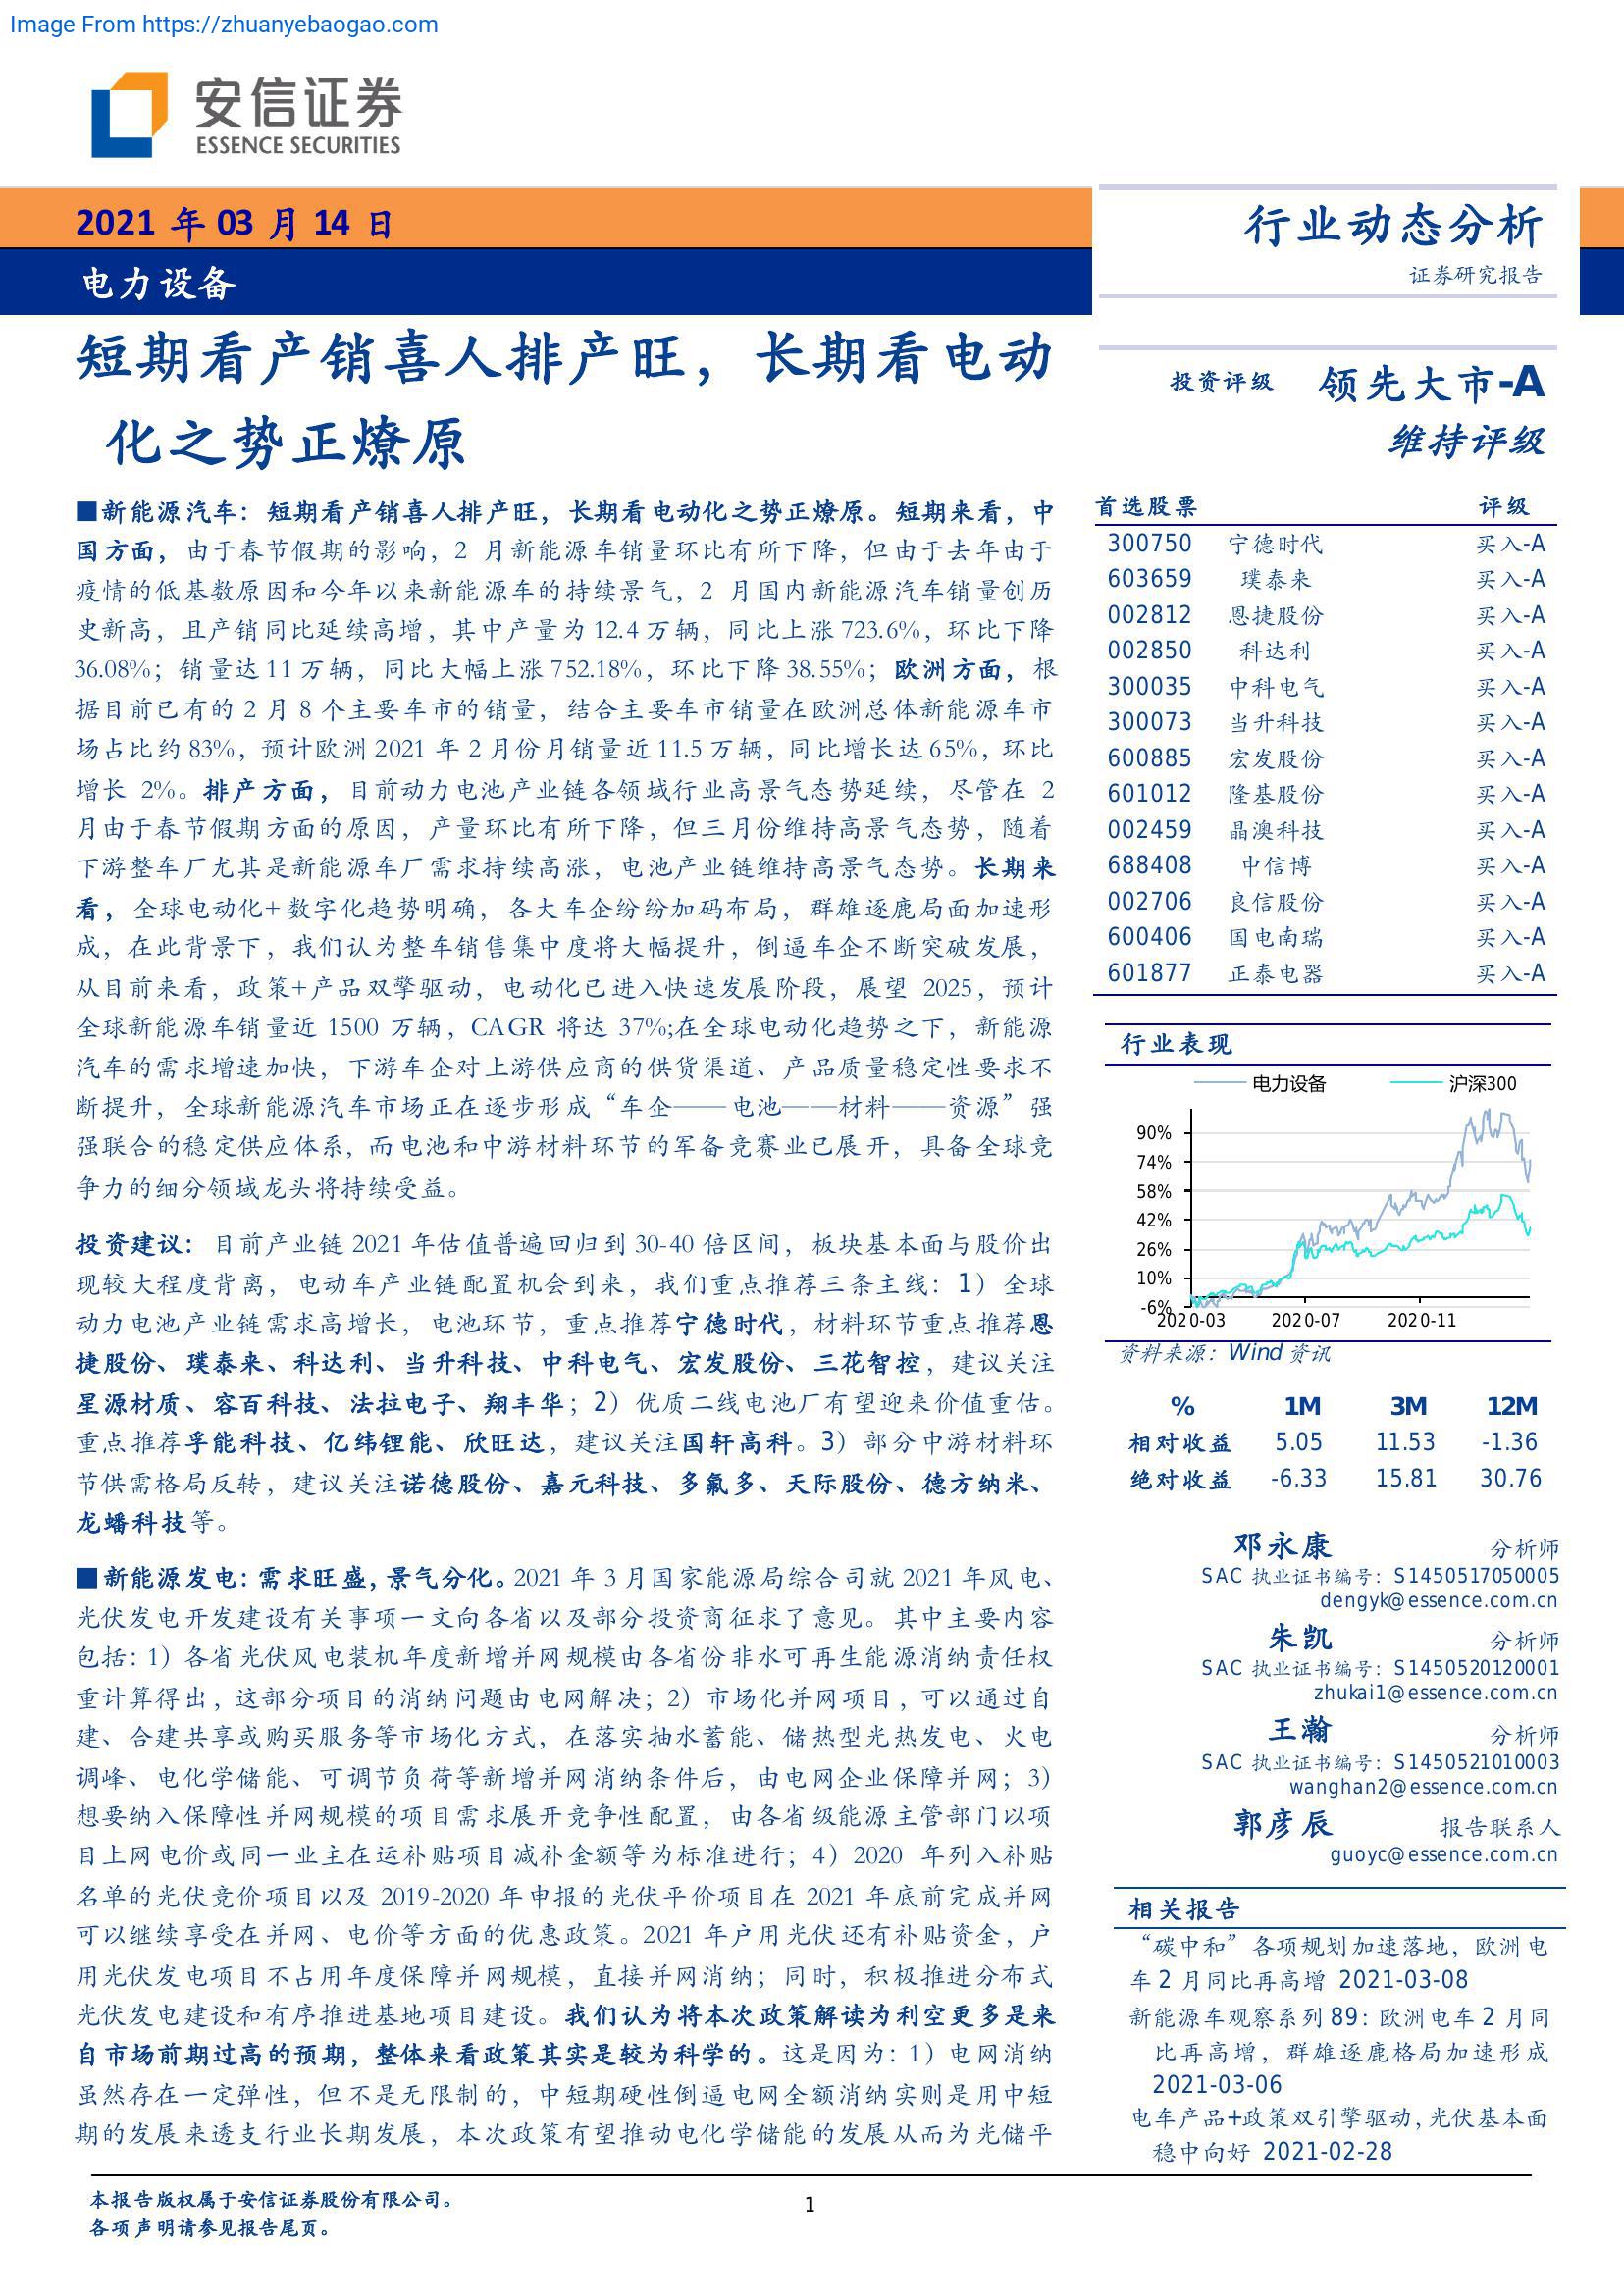 Image From https://zhuanyebaogao.com
安信证券
ESSENCE SECURITIES
2021 年 03 月 14 日
电力设备
行业动态分析
证券研究报告
短期看产销喜人排产旺，长期看电动
化之势正燎原
■新能源汽车：短期看产销喜人排产旺，长期看电动化之势正燎原。短期来看，中
国方面，由于春节假期的影响，2 月新能源车销量环比有所下降，但由于去年由于
疫情的低基数原因和今年以来新能源车的持续景气，2 月国内新能源汽车销量创历
史新高，且产销同比延续高增，其中产量为 12.4 万辆，同比上涨 723.6%，环比下降
36.08%；销量达 11 万辆，同比大幅上涨 752.18%，环比下降 38.55%；欧洲方面，根
据目前已有的 2 月 8 个主要车市的销量，结合主要车市销量在欧洲总体新能源车市
场占比约 83%，预计欧洲 2021 年 2 月份月销量近 11.5 万辆，同比增长达 65%，环比
增长 2%。排产方面，目前动力电池产业链各领域行业高景气态势延续，尽管在 2
月由于春节假期方面的原因，产量环比有所下降，但三月份维持高景气态势，随着
下游整车厂尤其是新能源车厂需求持续高涨，电池产业链维持高景气态势。长期来
看，全球电动化+数字化趋势明确，各大车企纷纷加码布局，群雄逐鹿局面加速形
成，在此背景下，我们认为整车销售集中度将大幅提升，倒逼车企不断突破发展，
从目前来看，政策+产品双擎驱动，电动化已进入快速发展阶段，展望 2025，预计
全球新能源车销量近 1500 万辆，CAGR 将达 37%;在全球电动化趋势之下，新能源
汽车的需求增速加快，下游车企对上游供应商的供货渠道、产品质量稳定性要求不
断提升，全球新能源汽车市场正在逐步形成“车企——电池——材料——资源”强
强联合的稳定供应体系，而电池和中游材料环节的军备竞赛业已展开，具备全球竞
争力的细分领域龙头将持续受益。
投资建议：目前产业链 2021 年估值普遍回归到 30-40 倍区间，板块基本面与股价出
现较大程度背离，电动车产业链配置机会到来，我们重点推荐三条主线：1）全球
动力电池产业链需求高增长，电池环节，重点推荐宁德时代，材料环节重点推荐恩
捷股份、璞泰来、科达利、当升科技、中科电气、宏发股份、三花智控，建议关注
星源材质、容百科技、法拉电子、翔丰华；2）优质二线电池厂有望迎来价值重估。
重点推荐孚能科技、亿纬锂能、欣旺达，建议关注国轩高科。3）部分中游材料环
节供需格局反转，建议关注诺德股份、嘉元科技、多氟多、天际股份、德方纳米、
龙蟠科技等。
■新能源发电：需求旺盛，景气分化。2021 年 3 月国家能源局综合司就 2021 年风电、
光伏发电开发建设有关事项一文向各省以及部分投资商征求了意见。其中主要内容
包括：1）各省光伏风电装机年度新增并网规模由各省份非水可再生能源消纳责任权
重计算得出，这部分项目的消纳问题由电网解决；2）市场化并网项目，可以通过自
建、合建共享或购买服务等市场化方式，在落实抽水蓄能、储热型光热发电、火电
调峰、电化学储能、可调节负荷等新增并网消纳条件后，由电网企业保障并网；3）
想要纳入保障性并网规模的项目需求展开竞争性配置，由各省级能源主管部门以项
目上网电价或同一业主在运补贴项目减补金额等为标准进行；4）2020 年列入补贴
名单的光伏竞价项目以及 2019-2020 年申报的光伏平价项目在 2021 年底前完成并网
可以继续享受在并网、电价等方面的优惠政策。2021 年户用光伏还有补贴资金，户
用光伏发电项目不占用年度保障并网规模，直接并网消纳；同时，积极推进分布式
光伏发电建设和有序推进基地项目建设。我们认为将本次政策解读为利空更多是来
自市场前期过高的预期，整体来看政策其实是较为科学的。这是因为：1）电网消纳
虽然存在一定弹性，但不是无限制的，中短期硬性倒逼电网全额消纳实则是用中短
期的发展来透支行业长期发展，本次政策有望推动电化学储能的发展从而为光储平
投资评级 领先大市-A
维持评级
首选股票 评级
300750 宁德时代 买入-A
603659 璞泰来 买入-A
002812 恩捷股份 买入-A
002850 科达利 买入-A
300035 中科电气 买入-A
300073 当升科技 买入-A
600885 宏发股份 买入-A
601012 隆基股份 买入-A
002459 晶澳科技 买入-A
688408 中信博 买入-A
002706 良信股份 买入-A
600406 国电南瑞 买入-A
601877 正泰电器 买入-A
行业表现
电力设备 沪深300
90%
74%
58%
42%
26%
10%
-6%
2020-03 2020-07 2020-11
资料来源：Wind 资讯
% 1M 3M 12M
相对收益 5.05 11.53 -1.36
绝对收益 -6.33 15.81 30.76
邓永康 分析师
SAC 执业证书编号：S1450517050005
dengyk@essence.com.cn
朱凯 分析师
SAC 执业证书编号：S1450520120001
zhukai1@essence.com.cn
王瀚 分析师
SAC 执业证书编号：S1450521010003
wanghan2@essence.com.cn
郭彦辰 报告联系人
guoyc@essence.com.cn
相关报告
“碳中和”各项规划加速落地，欧洲电
车 2 月同比再高增 2021-03-08
新能源车观察系列 89：欧洲电车 2 月同
比再高增，群雄逐鹿格局加速形成
2021-03-06
电车产品+政策双引擎驱动，光伏基本面
稳中向好 2021-02-28
本报告版权属于安信证券股份有限公司。
各项声明请参见报告尾页。
1